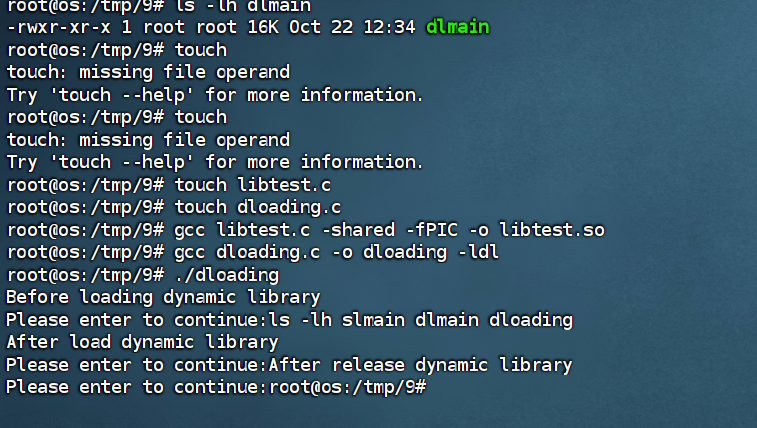 root@os:/tmp/9# ls -lh dlmain
-rwxr-xr-x 1 root root 16K Oct 22 12:34 dlmain
root@os:/tmp/9# touch
touch: missing file operand
Try 'touch --help' for more information.
root@os:/tmp/9# touch
touch: missing file operand
Try 'touch --help' for more information.
root@os:/tmp/9# touch libtest.c
root@os:/tmp/9# touch dloading.c
root@os:/tmp/9# gcc libtest.c -shared -fPIC -o libtest.so
root@os:/tmp/9# gcc dloading.c -o dloading -ldl
root@os:/tmp/9# ./dloading
Before loading dynamic library
Please enter to continue:ls -lh slmain dlmain dloading
After load dynamic library
Please enter to continue:After release dynamic library
Please enter to continue:root@os:/tmp/9#